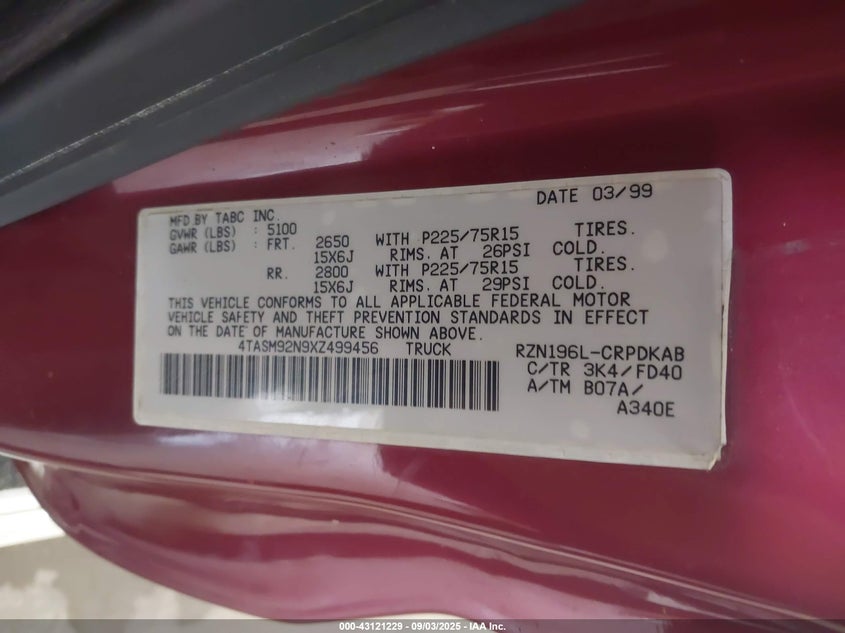 DATE 03/99
MFD BY TABC INC.
GVWR (LBS) : 5100
GAWR (LBS) : FRT. 2650 WITH P225/75R15 TIRES.
15X6J RIMS. AT 26PSI COLD.
RR. 2800 WITH P225/75R15 TIRES.
15X6J RIMS. AT 29PSI COLD.
THIS VEHICLE CONFORMS TO ALL APPLICABLE FEDERAL MOTOR
VEHICLE SAFETY AND THEFT PREVENTION STANDARDS IN EFFECT
ON THE DATE OF MANUFACTURE SHOWN ABOVE.
4TASM92N9XZ499456 TRUCK RZN196L-CRPDKAB
C/TR 3K4/FD40
A/TM B07A/
A340E
000-43121229 - 09/03/2025 - IAA